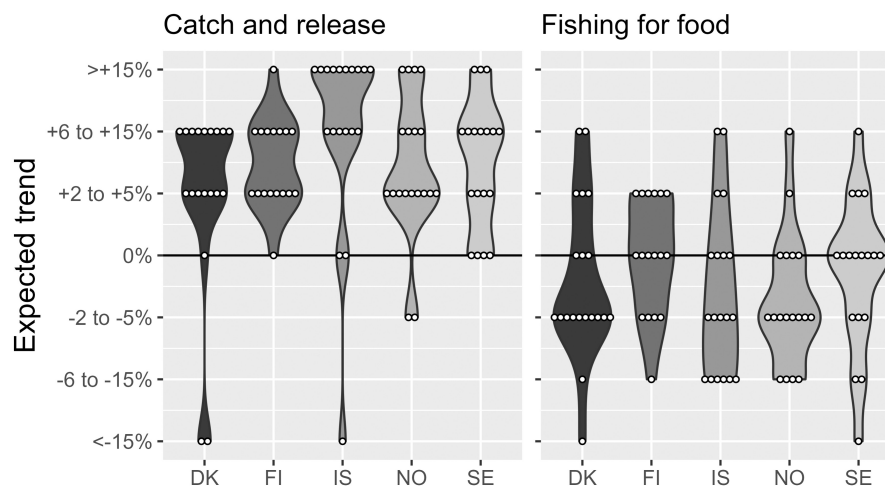 Catch and release
Fishing for food
Expected trend
>+15%
+6 to +15%
+2 to +5%
0%
-2 to -5%
-6 to -15%
<-15%
DK FI IS NO SE
DK FI IS NO SE